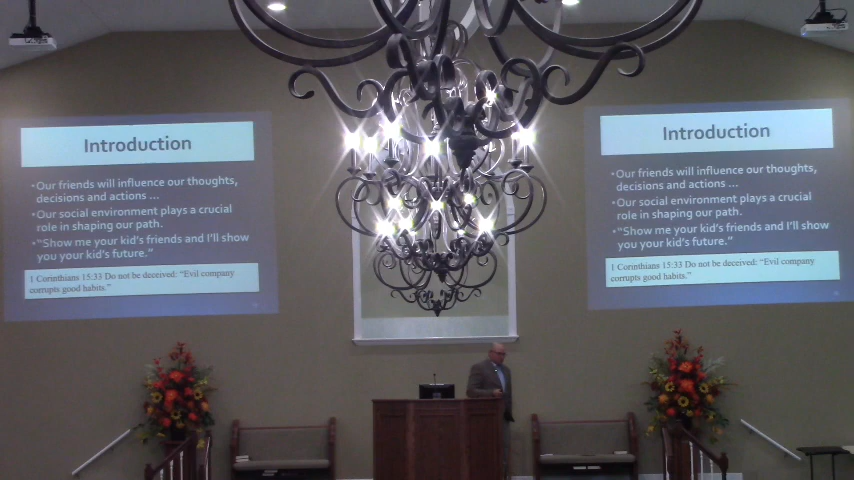 Introduction
•Our friends will influence our thoughts,
decisions and actions ...
•Our social environment plays a crucial
role in shaping our path.
•"Show me your kid's friends and I'll show
you your kid's future."
1 Corinthians 15:33 Do not be deceived: "Evil company
corrupts good habits."
Introduction
•Our friends will influence our thoughts,
decisions and actions ...
•Our social environment plays a crucial
role in shaping our path.
•"Show me your kid's friends and I'll show
you your kid's future."
1 Corinthians 15:33 Do not be deceived: "Evil company
corrupts good habits."